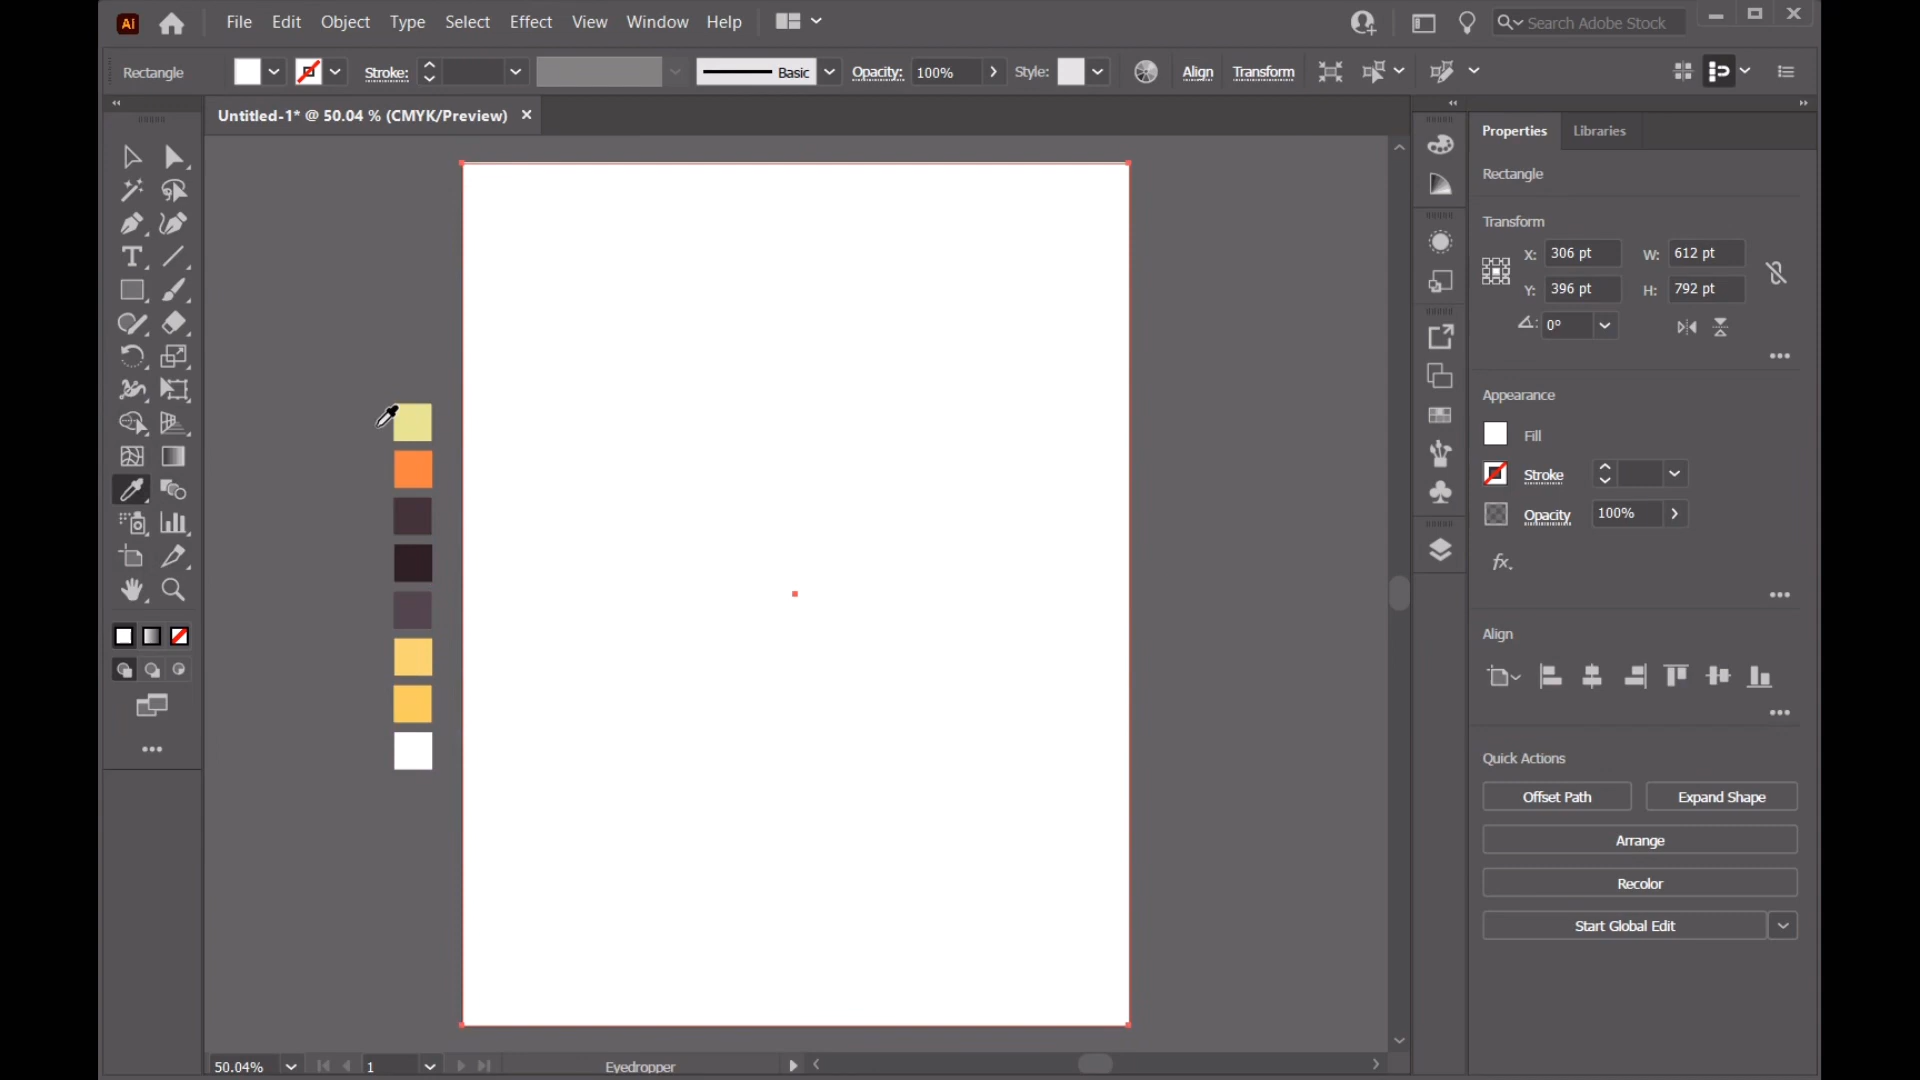 Ai File Edit Object Type Select Effect View Window Help Search Adobe Stock
Rectangle Stroke: Basic Opacity: 100% Style: Align Transform
Untitled-1* @ 50.04 % (CMYK/Preview)
Properties Libraries
Rectangle
Transform
X: 306 pt W: 612 pt
Y: 396 pt H: 792 pt
0°
Appearance
Fill
Stroke
Opacity 100%
fx.
Align
Quick Actions
Offset Path Expand Shape
Arrange
Recolor
Start Global Edit
50.04% 1 Eyedropper